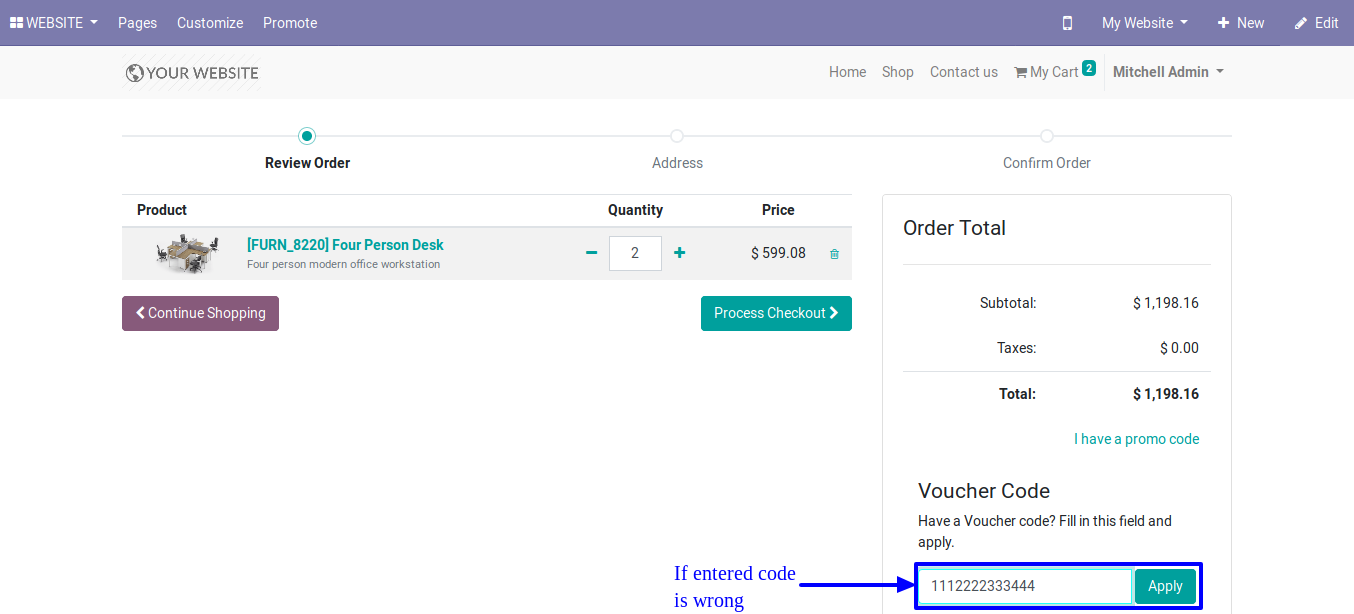 WEBSITE Pages Customize Promote My Website New Edit
YOUR WEBSITE Home Shop Contact us My Cart 2 Mitchell Admin
Review Order Address Confirm Order
Product Quantity Price
[FURN_8220] Four Person Desk 2 $ 599.08
Four person modern office workstation
Continue Shopping Process Checkout
Order Total
Subtotal: $ 1,198.16
Taxes: $ 0.00
Total: $ 1,198.16
I have a promo code
Voucher Code
Have a Voucher code? Fill in this field and
apply.
If entered code
is wrong
1112222333444 Apply